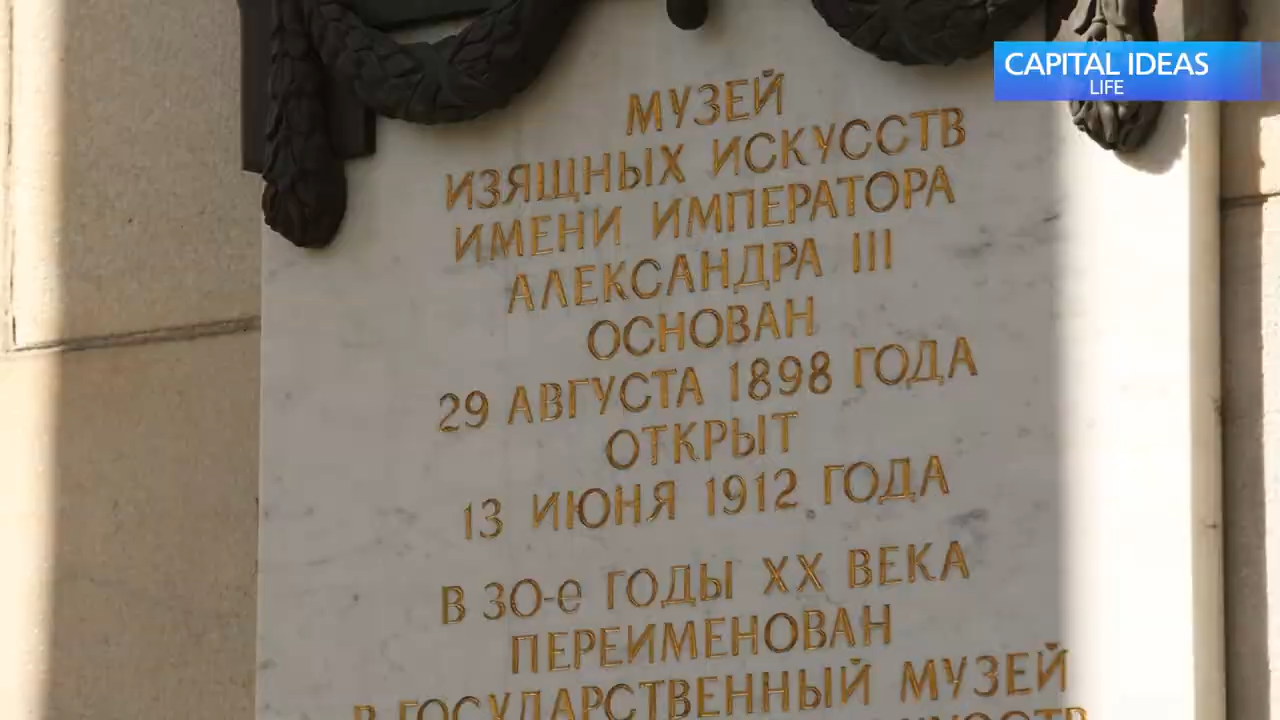 CAPITAL IDEAS
LIFE
МУЗЕЙ
ИЗЯЩНЫХ ИСКУССТВ
ИМЕНИ ИМПЕРАТОРА
АЛЕКСАНДРА III
ОСНОВАН
29 АВГУСТА 1898 ГОДА
ОТКРЫТ
13 ИЮНЯ 1912 ГОДА
В 30-е ГОДЫ XX ВЕКА
ПЕРЕИМЕНОВАН
В ГОСУДАРСТВЕННЫЙ МУЗЕЙ